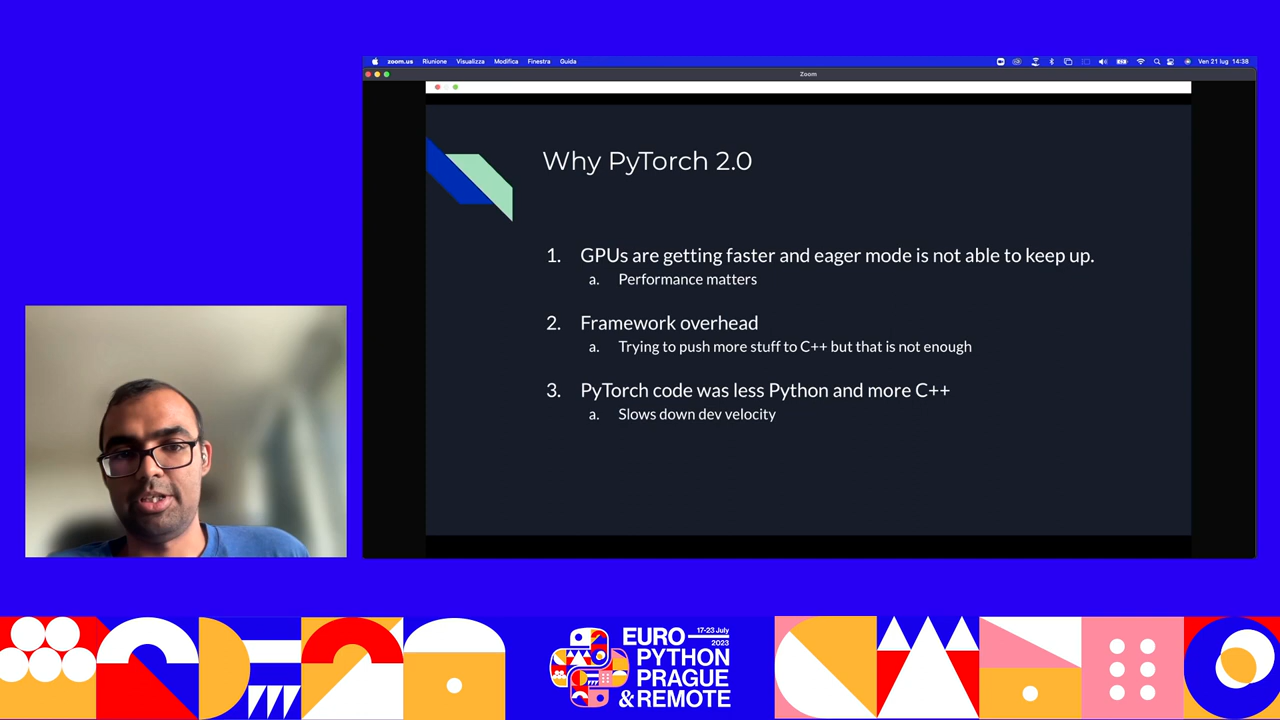 zoom.us Riunione Visualizza Modifica Finestra Guida Ven 21 lug 14:38
Zoom
Why PyTorch 2.0
1. GPUs are getting faster and eager mode is not able to keep up.
a. Performance matters
2. Framework overhead
a. Trying to push more stuff to C++ but that is not enough
3. PyTorch code was less Python and more C++
a. Slows down dev velocity
EURO 17-23 July 2023
PYTHON
PRAGUE
& REMOTE